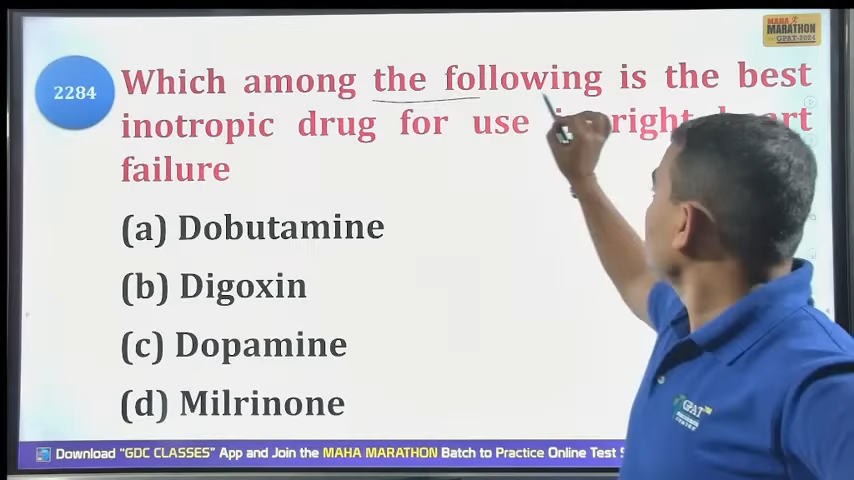 MAHA
MARATHON
GPAT-2024
2284
Which among the following is the best
inotropic drug for use right
failure
(a) Dobutamine
(b) Digoxin
(c) Dopamine
(d) Milrinone
GPAT
Download "GDC CLASSES" App and Join the MAHA MARATHON Batch to Practice Online Test